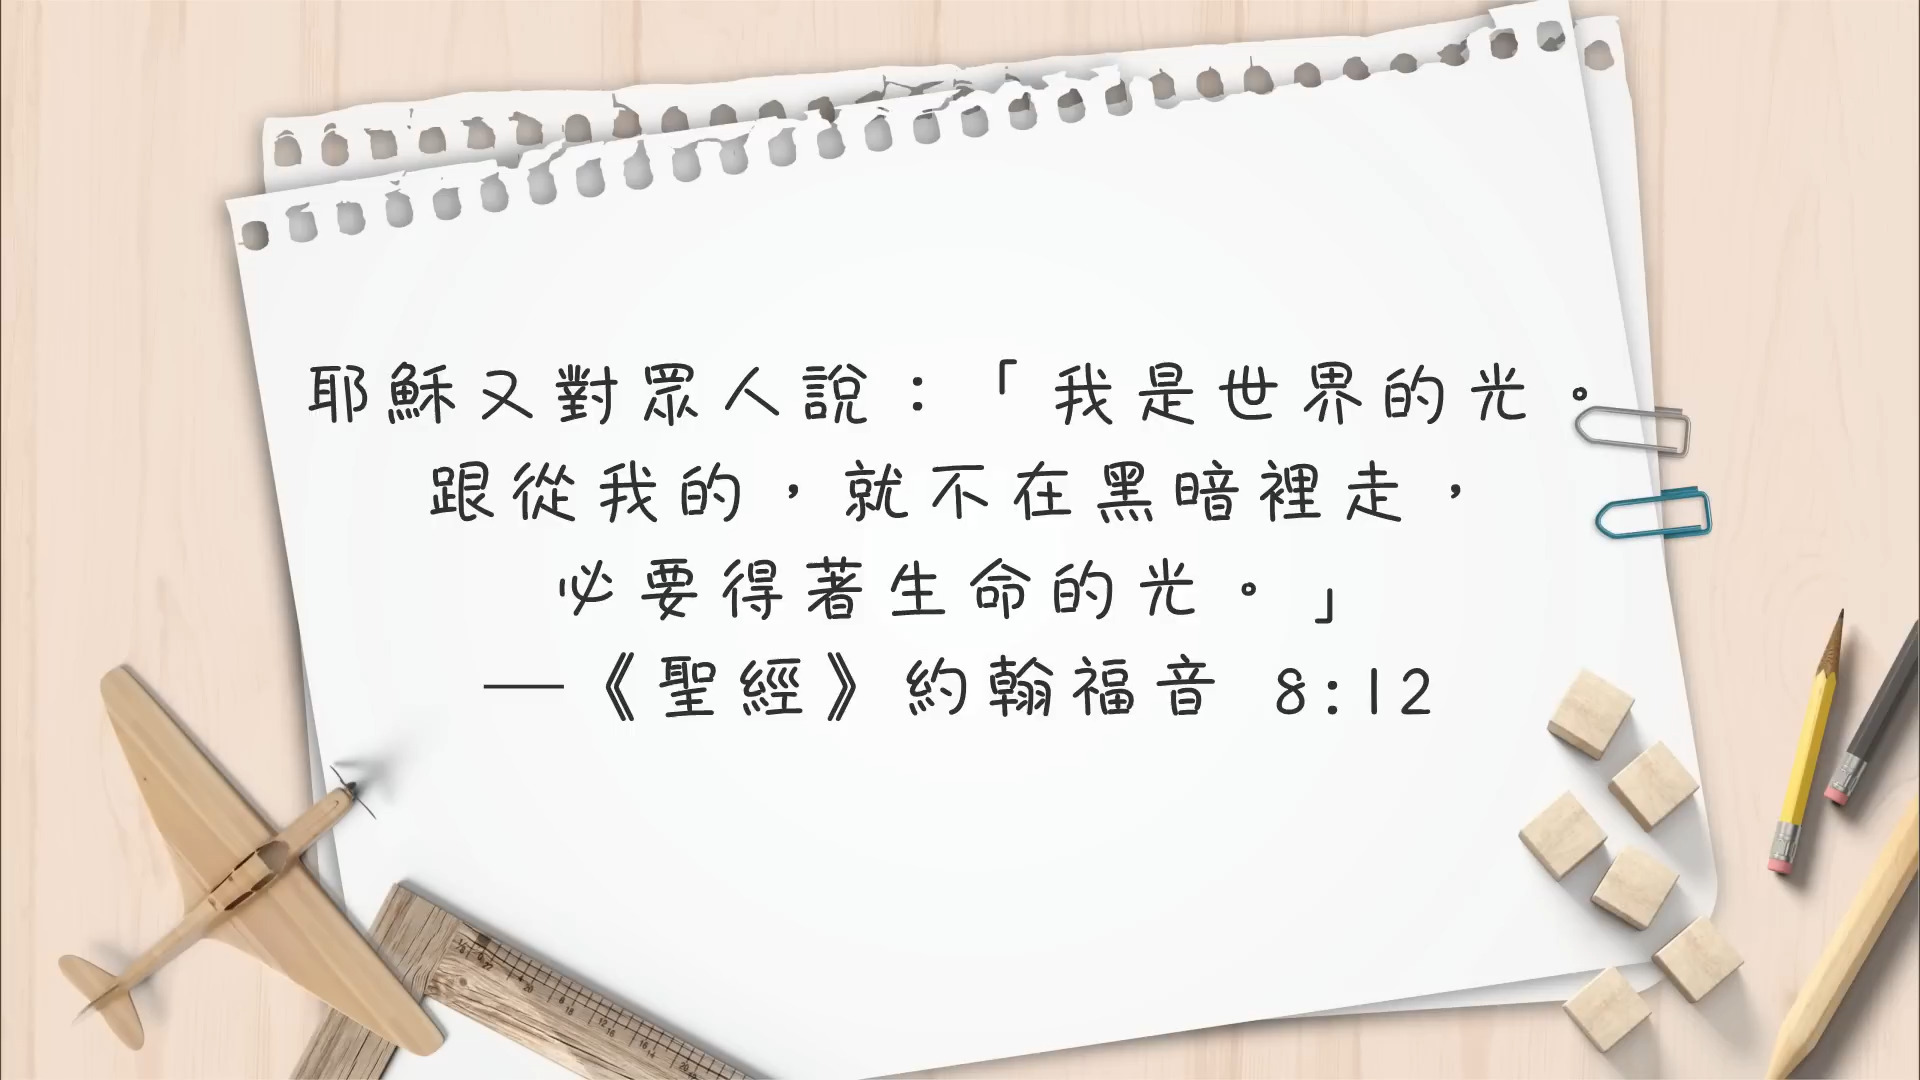 耶穌又對眾人說：「我是世界的光。
跟從我的，就不在黑暗裡走，
必要得著生命的光。」
—《聖經》約翰福音 8:12